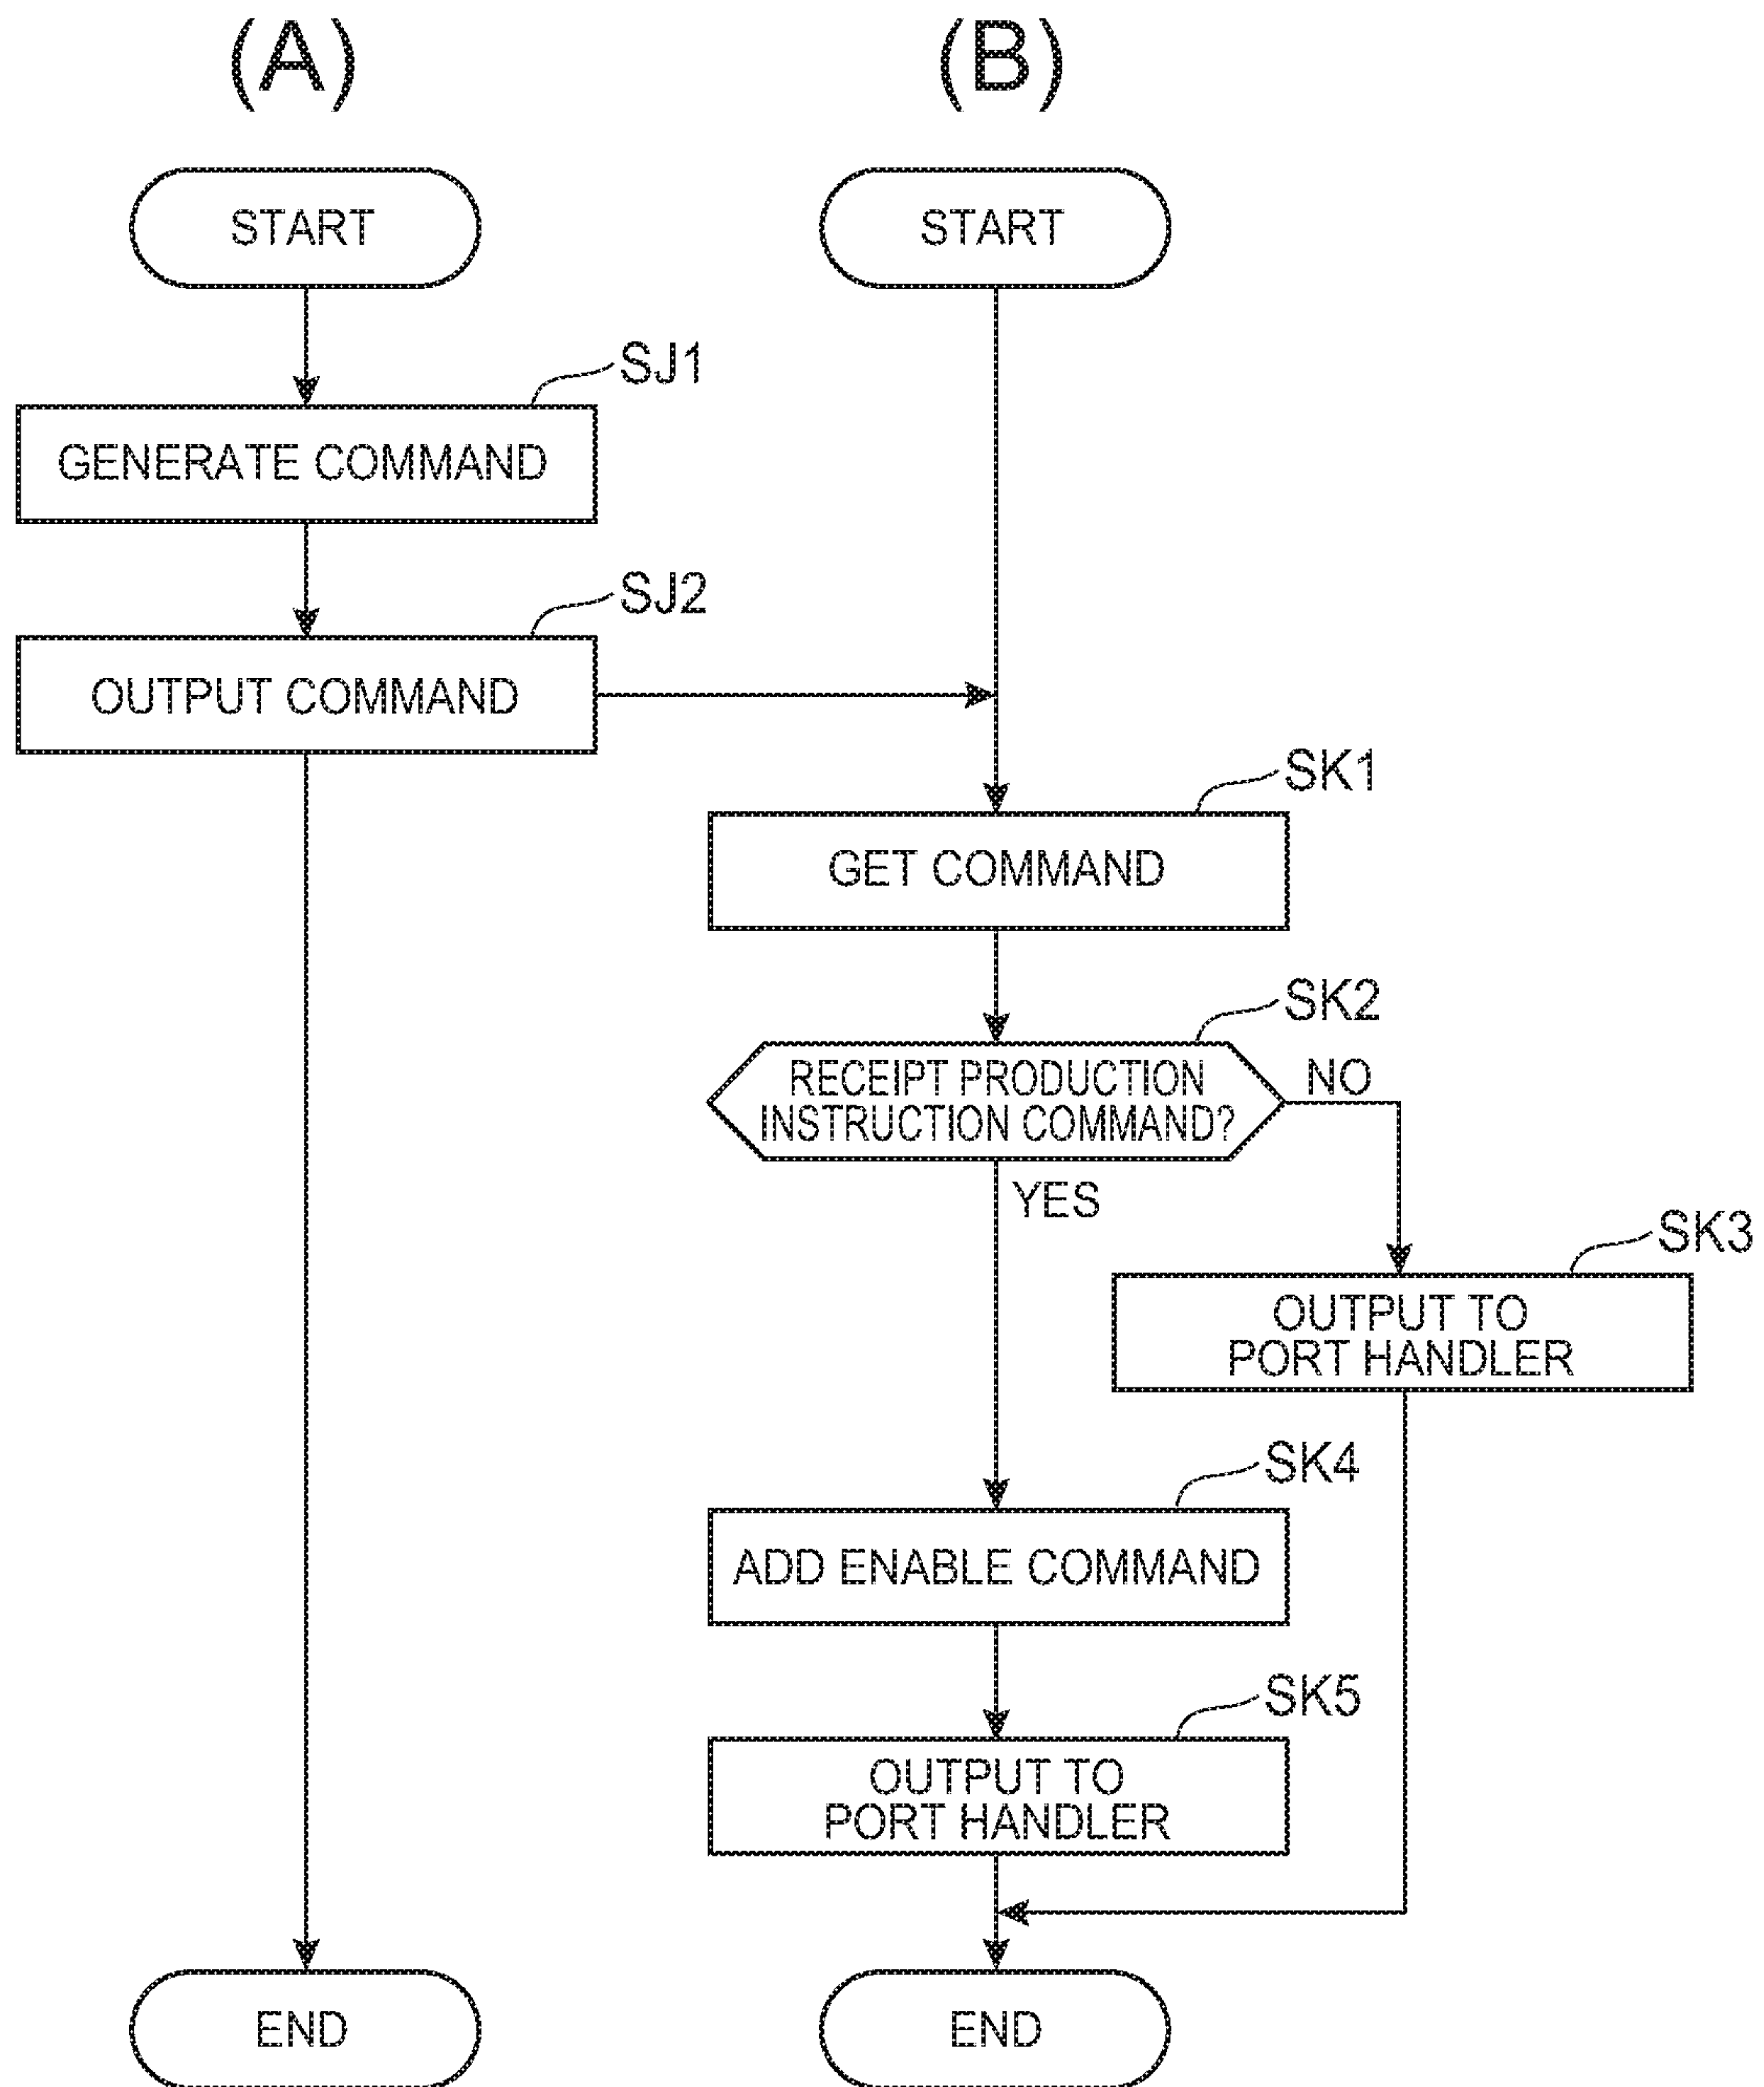 (A)
(B)
START
START
SJ1
GENERATE COMMAND
SJ2
OUTPUT COMMAND
SK1
GET COMMAND
SK2
RECEIPT PRODUCTION
INSTRUCTION COMMAND?
NO
YES
SK3
OUTPUT TO
PORT HANDLER
SK4
ADD ENABLE COMMAND
SK5
OUTPUT TO
PORT HANDLER
END
END